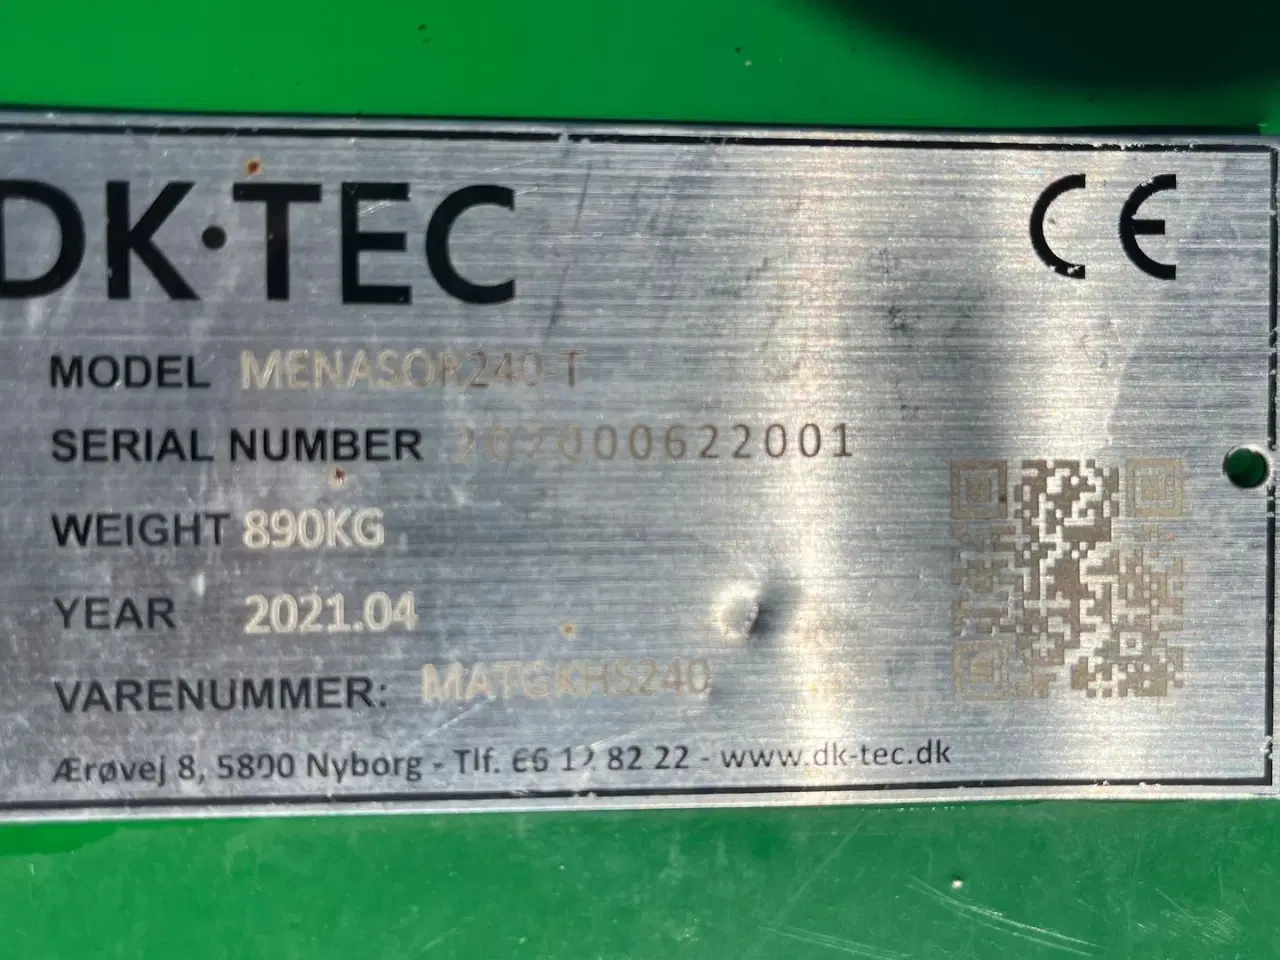 DK·TEC
CE
MODEL MENASOR240-T
SERIAL NUMBER 202000622001
WEIGHT 890KG
YEAR 2021.04
VARENUMMER: MATGKHS240
Ærøvej 8, 5800 Nyborg - Tlf. 66 12 82 22 - www.dk-tec.dk